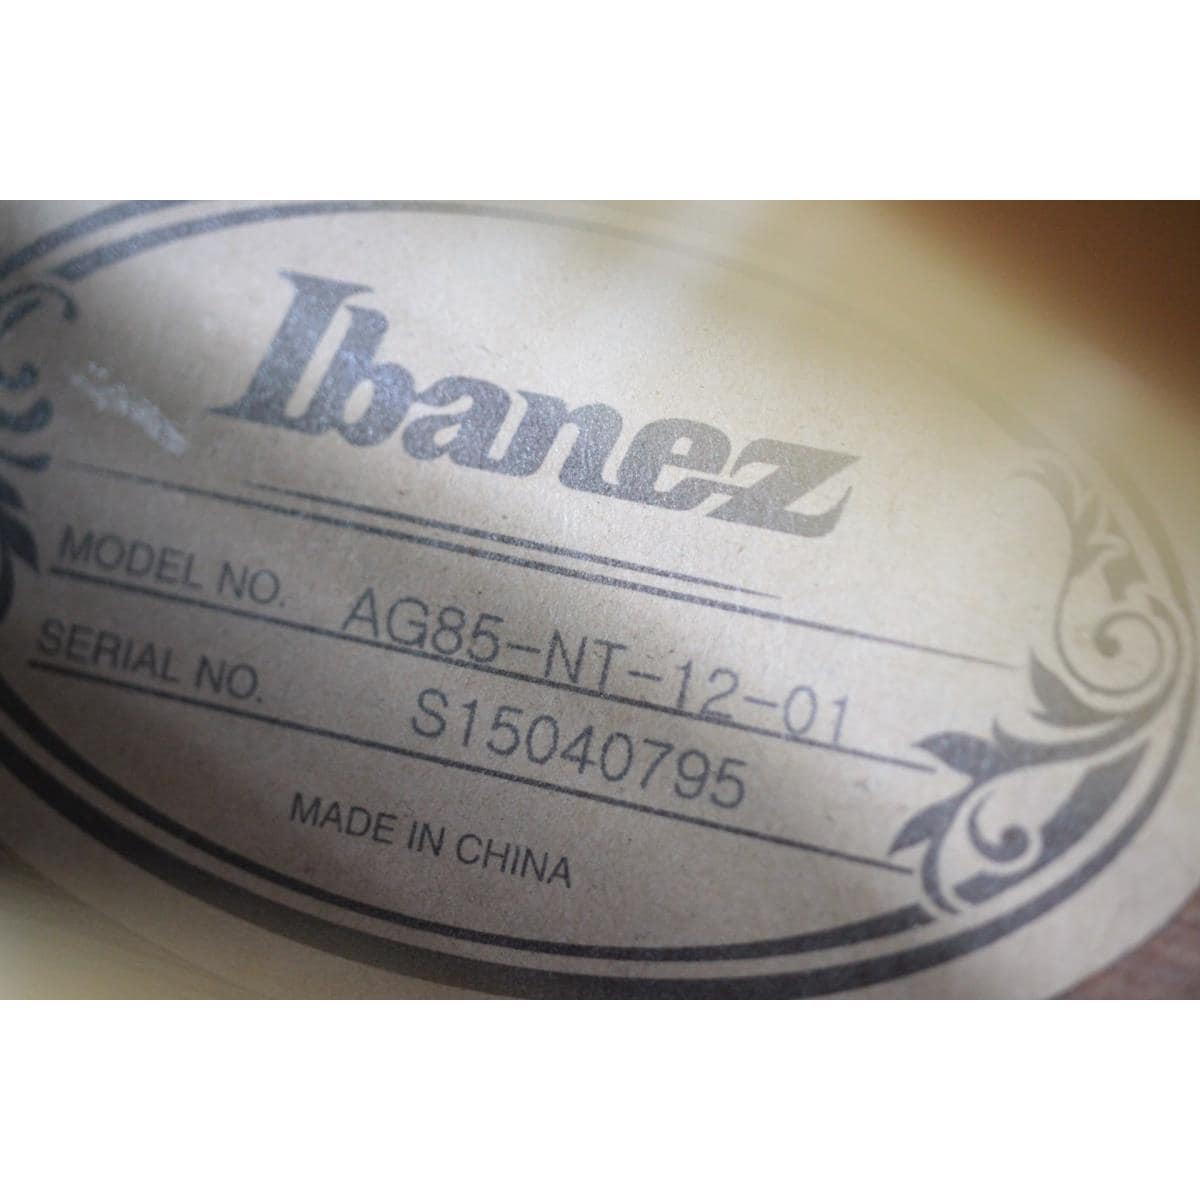 Ibanez
MODEL NO. AG85-NT-12-01
SERIAL NO. S15040795
MADE IN CHINA